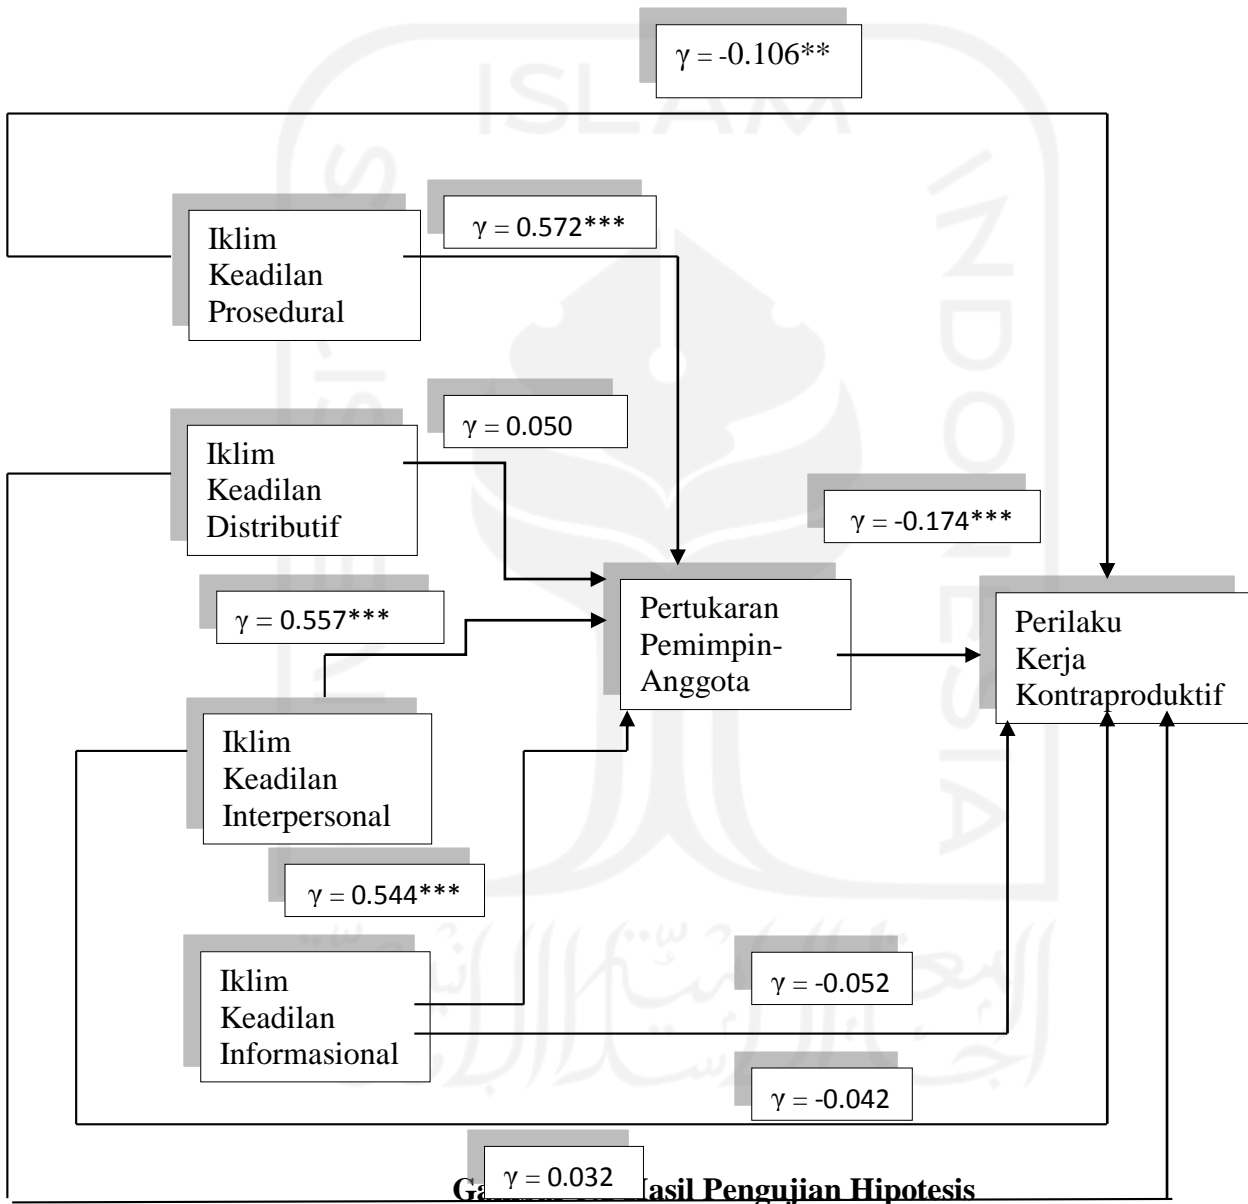 γ = -0.106**
ISLAM
INDONESIA
γ = 0.572***
Iklim
Keadilan
Prosedural
γ = 0.050
Iklim
Keadilan
Distributif
γ = -0.174***
γ = 0.557***
Pertukaran
Pemimpin-
Anggota
Perilaku
Kerja
Kontraproduktif
Iklim
Keadilan
Interpersonal
γ = 0.544***
Iklim
Keadilan
Informasional
γ = -0.052
γ = -0.042
γ = 0.032
Hasil Pengujian Hipotesis